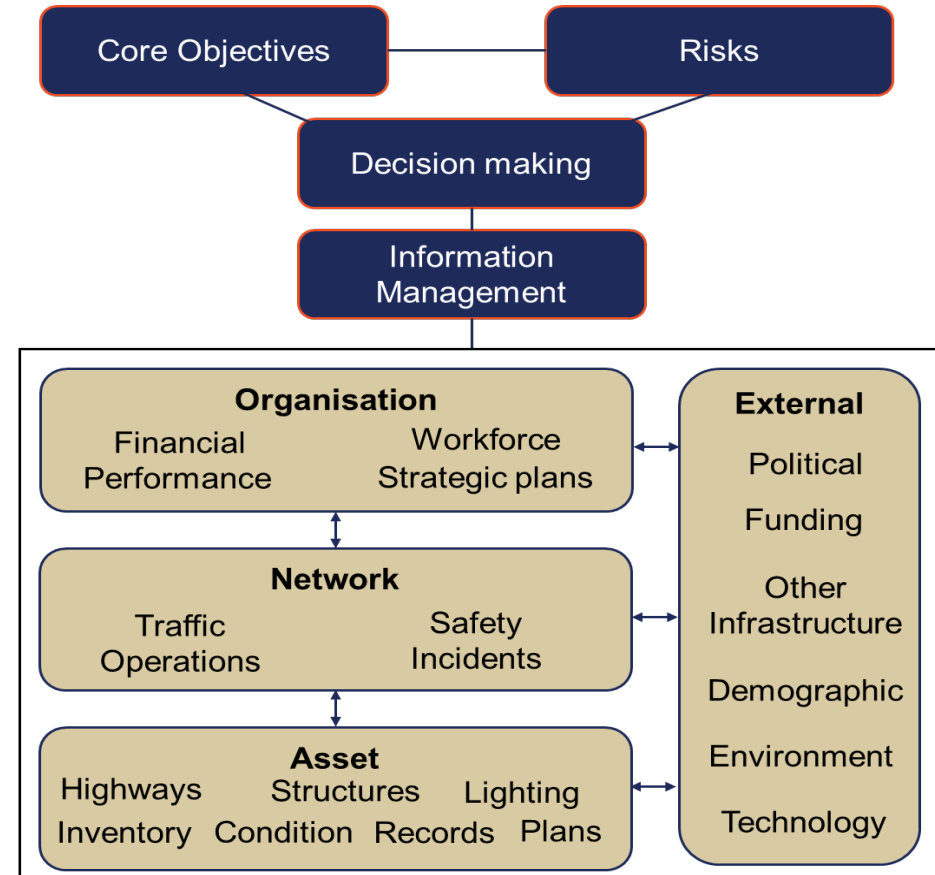 Core Objectives
Risks
Decision making
Information
Management
Organisation
Financial
Performance
Workforce
Strategic plans
Network
Traffic
Operations
Safety
Incidents
Asset
Highways
Structures
Lighting
Inventory
Condition
Records
Plans
External
Political
Funding
Other
Infrastructure
Demographic
Environment
Technology